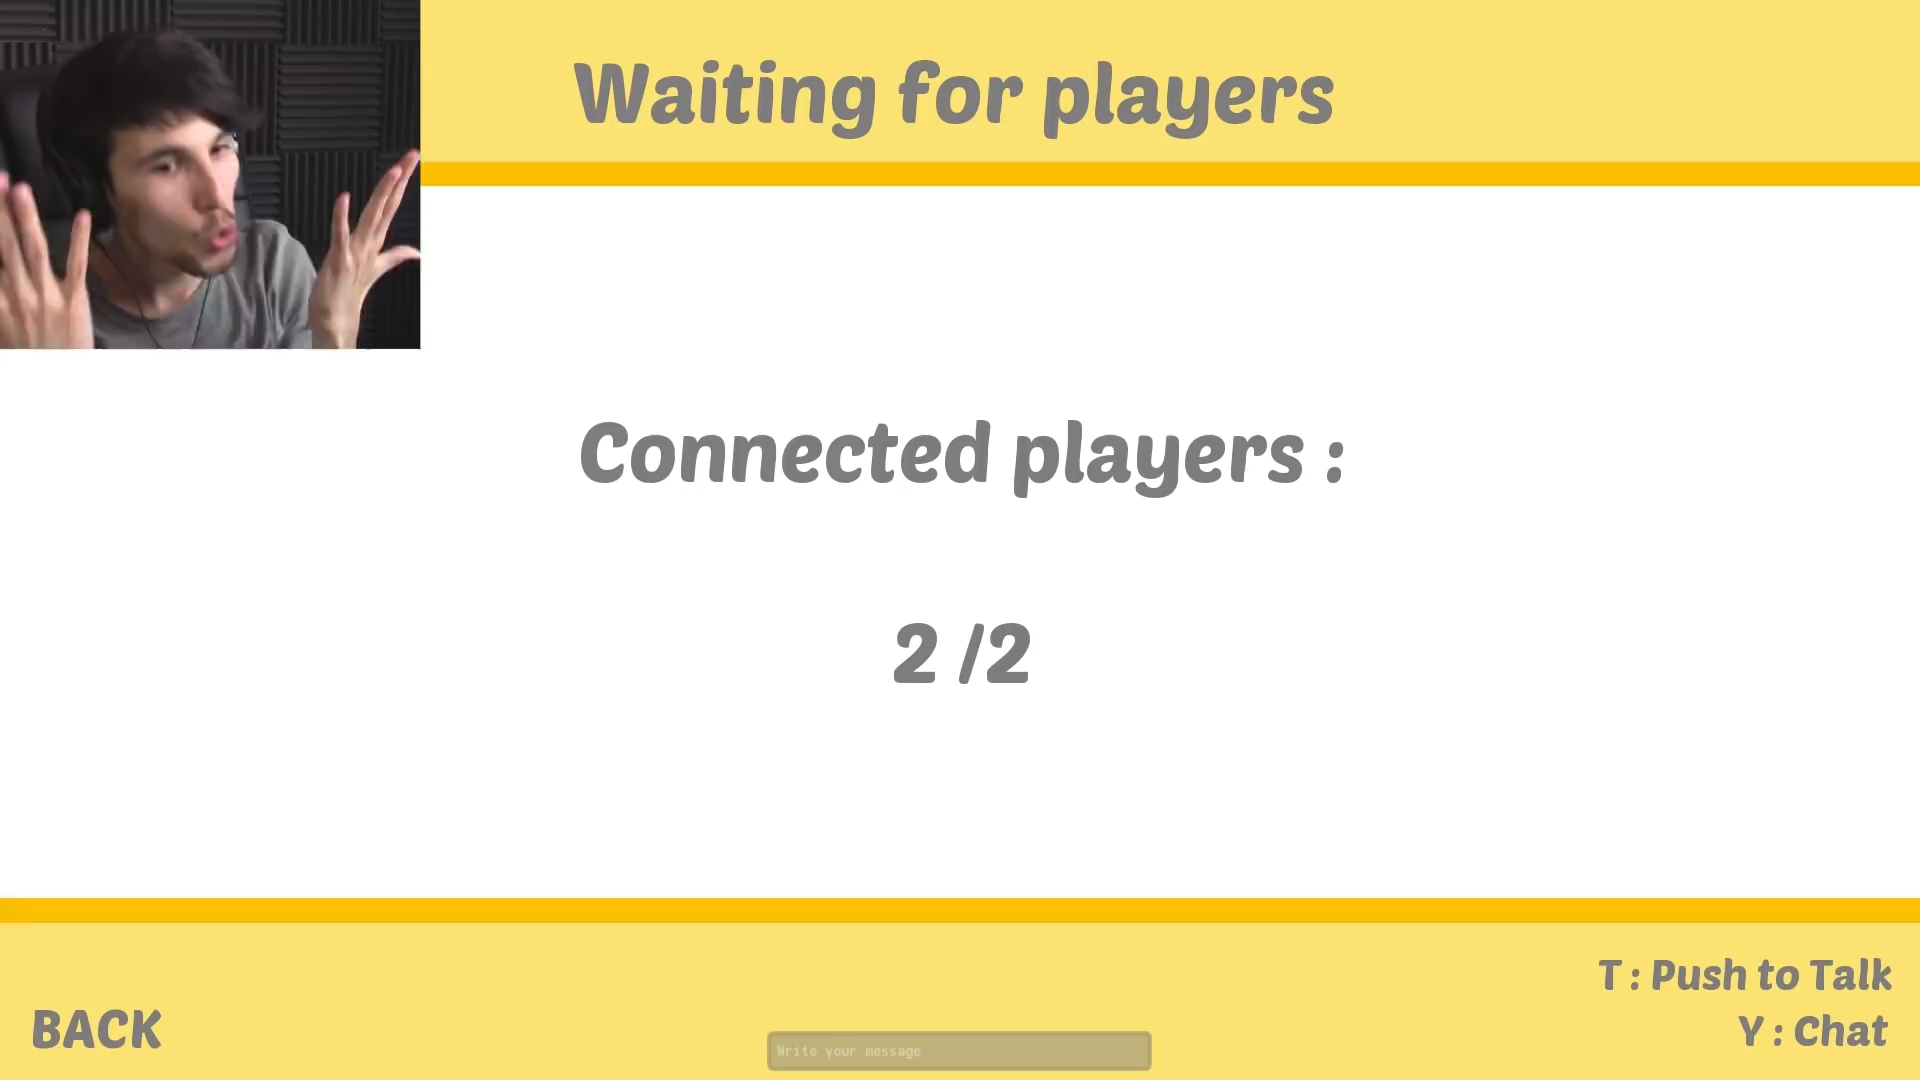 Waiting for players
Connected players :
2 /2
T : Push to Talk
Y : Chat
BACK
Write your message